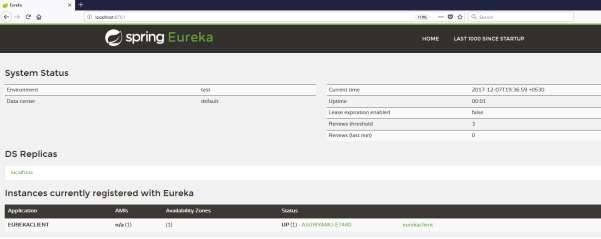 Eureka
localhost:8761
110%
Search
spring Eureka
HOME LAST 1000 SINCE STARTUP
System Status
Environment test
Data center default
Current time 2017-12-07T19:36:59 +0530
Uptime 00:01
Lease expiration enabled false
Renews threshold 3
Renews (last min) 0
DS Replicas
localhost
Instances currently registered with Eureka
Application AMIs Availability Zones Status
EUREKACLIENT n/a (1) (1) UP (1) - eurekaclient